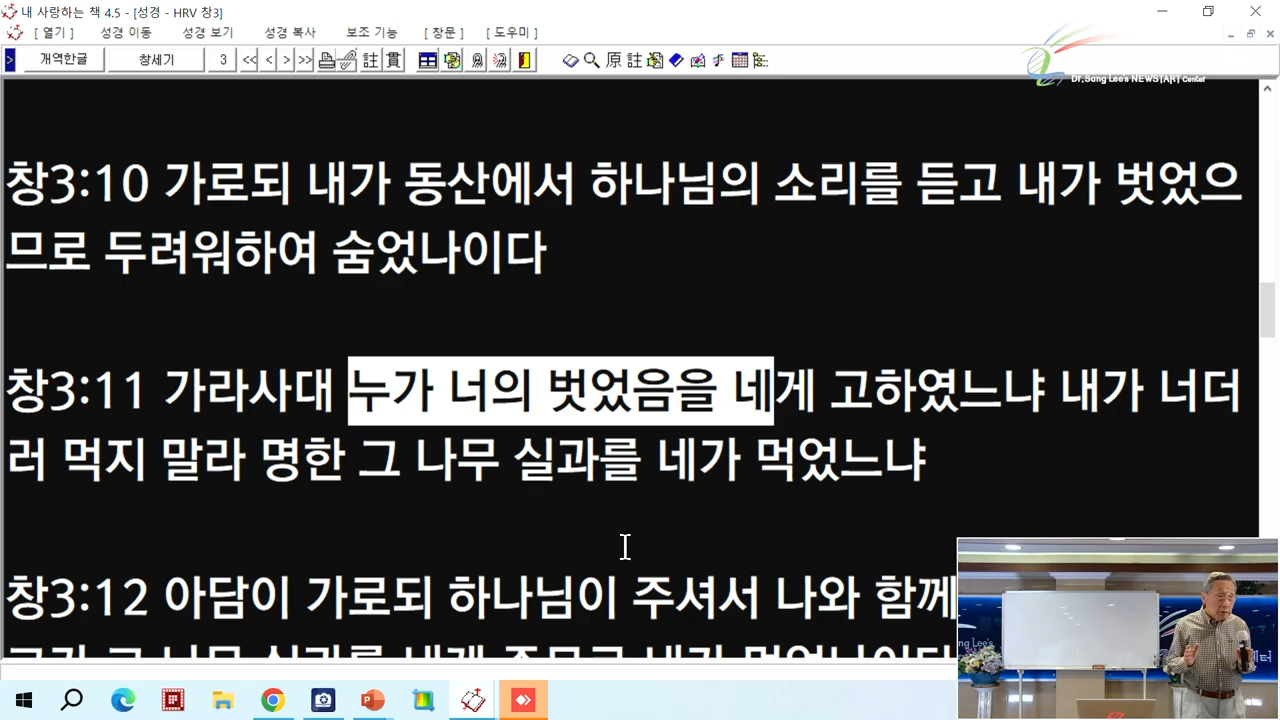 내 사랑하는 책 4.5 - [성경 - HRV 창3]
[ 열기 ] 성경 이동 성경 보기 성경 복사 보조 기능 [ 창문 ] [ 도우미 ]
개역한글 창세기 3 << < > >> 註 貫 原 註
Dr.Sang Lee's NEWSTART Center
창3:10 가로되 내가 동산에서 하나님의 소리를 듣고 내가 벗었으
므로 두려워하여 숨었나이다
창3:11 가라사대 누가 너의 벗었음을 네게 고하였느냐 내가 너더
러 먹지 말라 명한 그 나무 실과를 네가 먹었느냐
창3:12 아담이 가로되 하나님이 주셔서 나와 함께